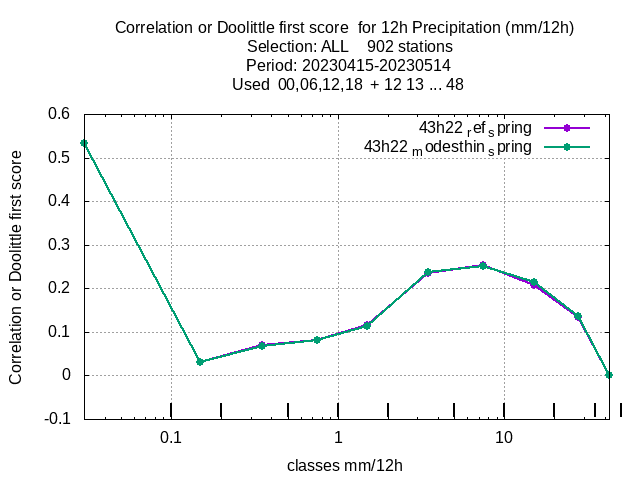 Correlation or Doolittle first score  for 12h Precipitation (mm/12h)
Selection: ALL    902 stations
Period: 20230415-20230514
Used  00,06,12,18  + 12 13 ... 48
43h22 ref spring
43h22 modesthin spring
Correlation or Doolittle first score
0.6
0.5
0.4
0.3
0.2
0.1
0
-0.1
0.1 1 10
classes mm/12h